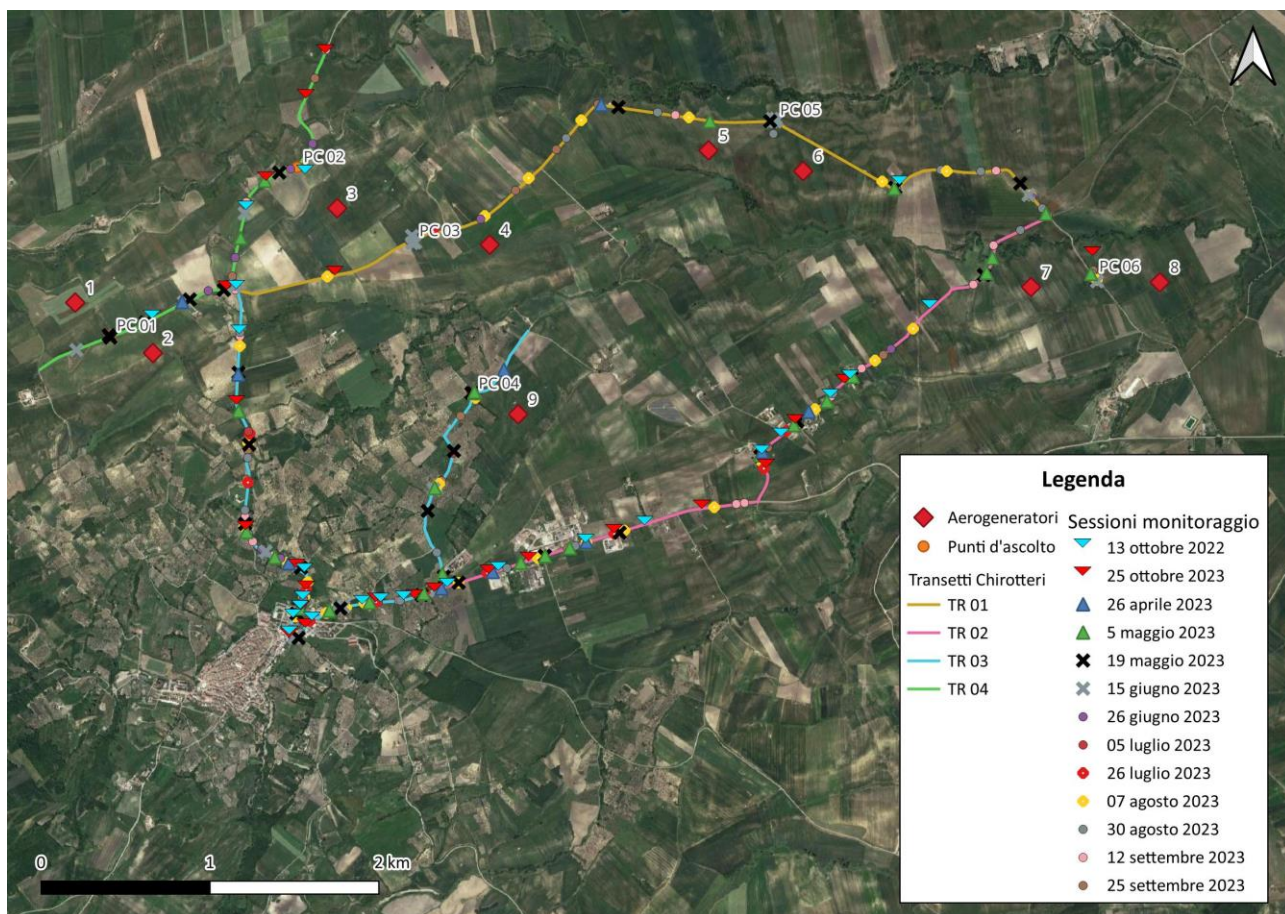 PC 02
3
PC 03
4
5
PC 05
6
1
PC 01
2
PC 04
9
7
PC 06
8
0
1
2 km
Legenda
Aerogeneratori
Punti d'ascolto
Transetti Chirotteri
TR 01
TR 02
TR 03
TR 04
Sessioni monitoraggio
13 ottobre 2022
25 ottobre 2023
26 aprile 2023
5 maggio 2023
19 maggio 2023
15 giugno 2023
26 giugno 2023
05 luglio 2023
26 luglio 2023
07 agosto 2023
30 agosto 2023
12 settembre 2023
25 settembre 2023